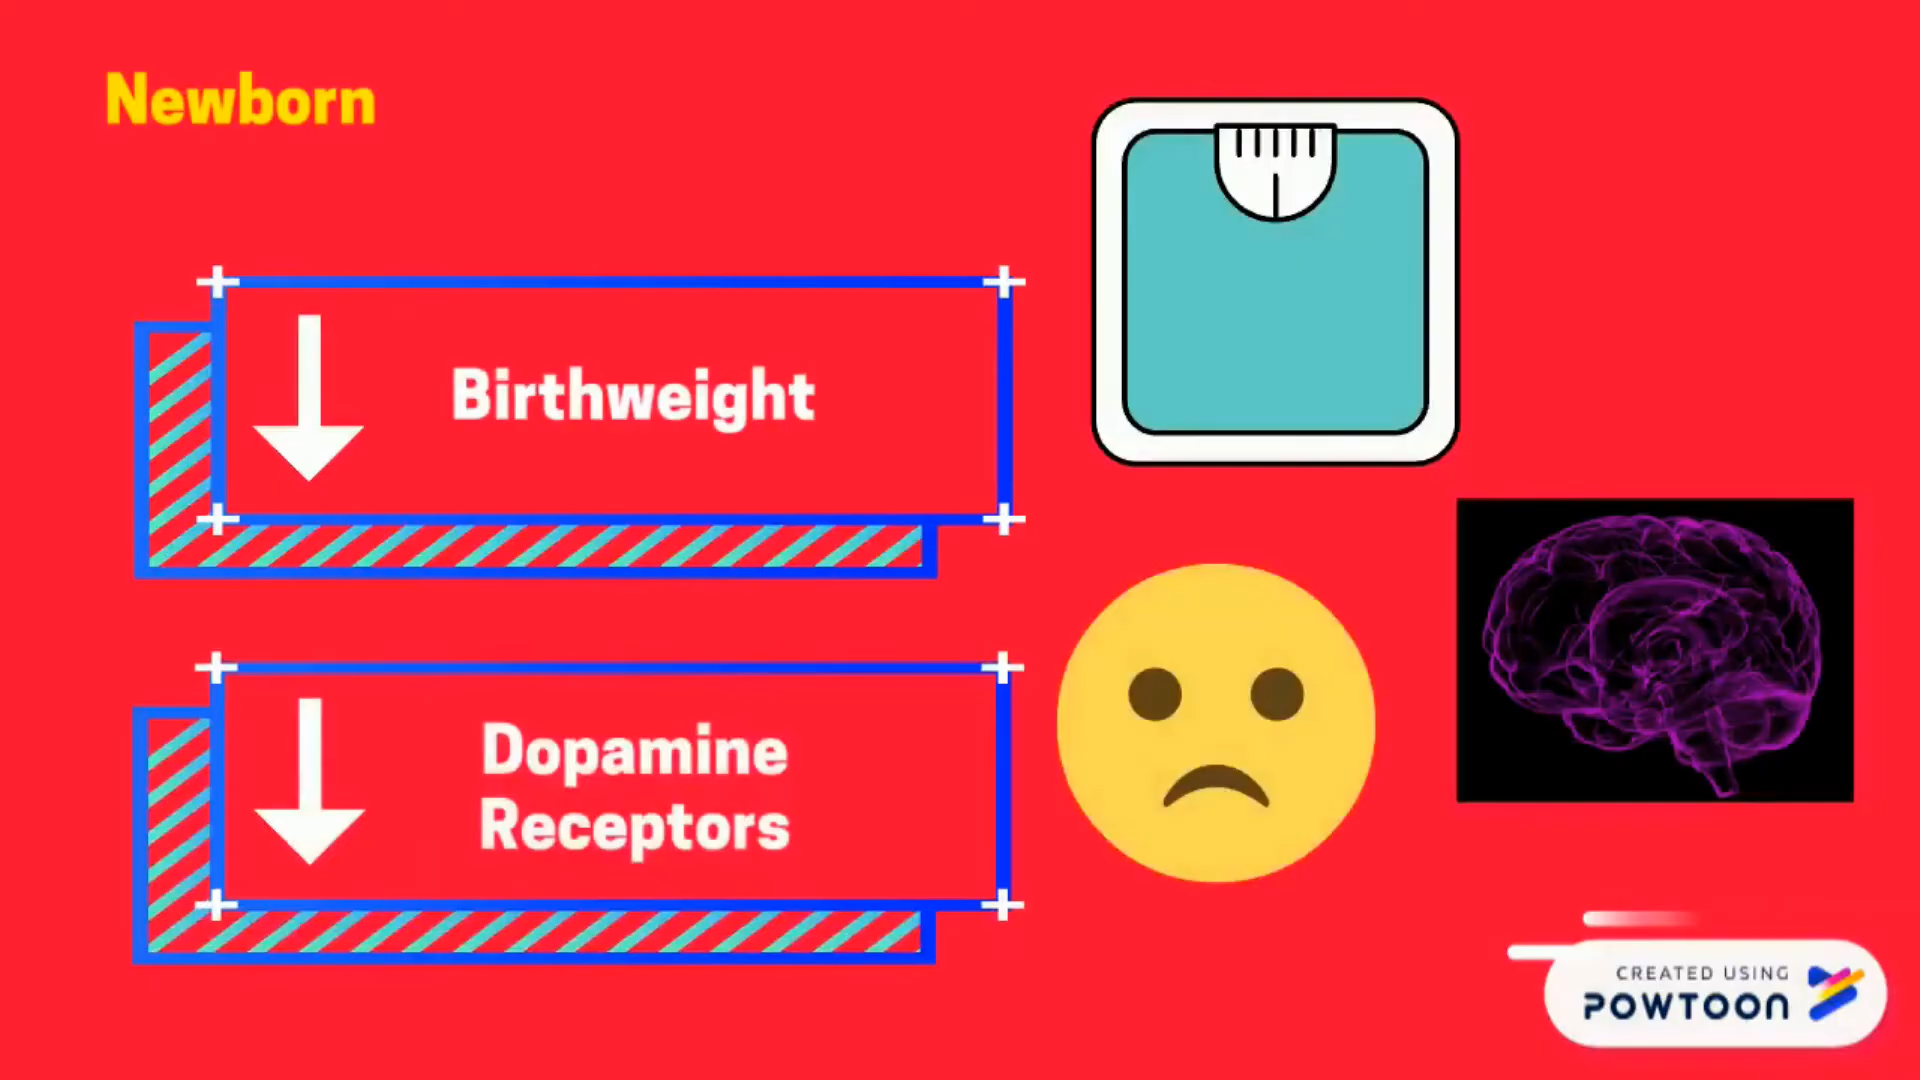 Newborn
Birthweight
Dopamine
Receptors
CREATED USING
POWTOON